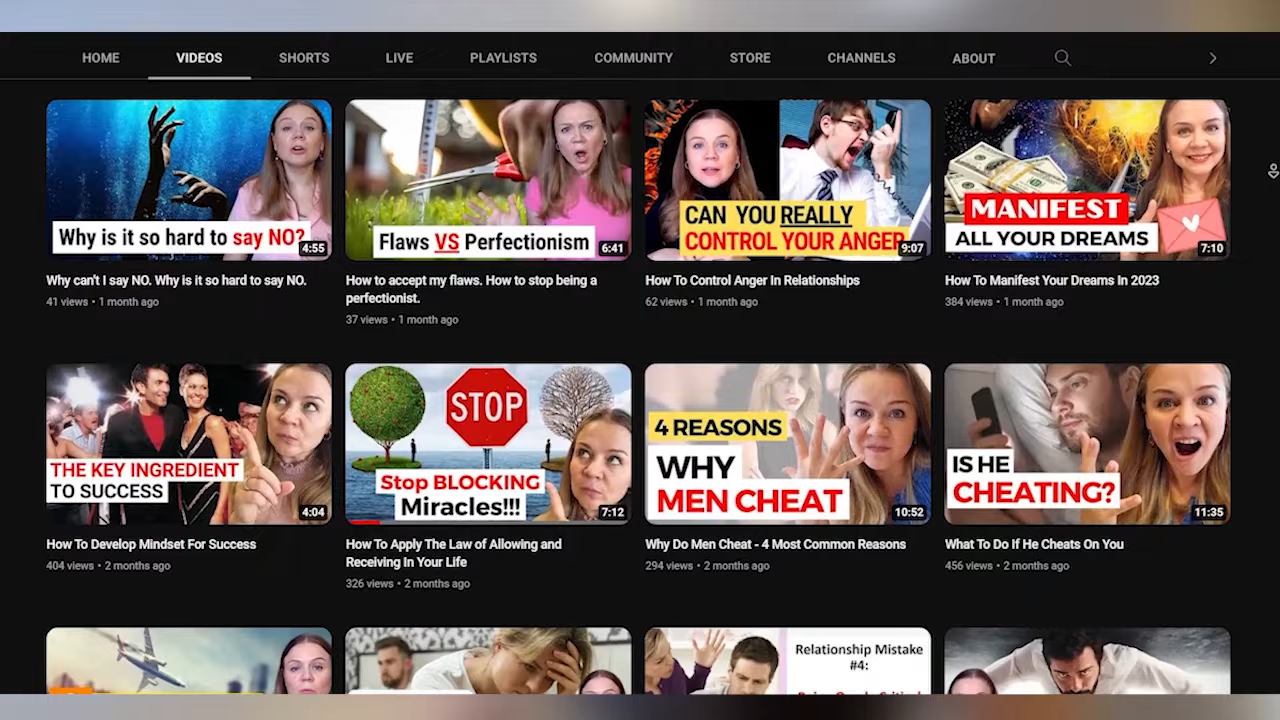 HOME VIDEOS SHORTS LIVE PLAYLISTS COMMUNITY STORE CHANNELS ABOUT
Why is it so hard to say NO?
4:55
Flaws VS Perfectionism
6:41
CAN YOU REALLY
CONTROL YOUR ANGER
9:07
MANIFEST
ALL YOUR DREAMS
7:10
Why can't I say NO. Why is it so hard to say NO.
41 views • 1 month ago
How to accept my flaws. How to stop being a
perfectionist.
37 views • 1 month ago
How To Control Anger In Relationships
62 views • 1 month ago
How To Manifest Your Dreams In 2023
384 views • 1 month ago
THE KEY INGREDIENT
TO SUCCESS
4:04
STOP
Stop BLOCKING
Miracles!!!
7:12
4 REASONS
WHY
MEN CHEAT
10:52
IS HE
CHEATING?
11:35
How To Develop Mindset For Success
404 views • 2 months ago
How To Apply The Law of Allowing and
Receiving In Your Life
326 views • 2 months ago
Why Do Men Cheat - 4 Most Common Reasons
294 views • 2 months ago
What To Do If He Cheats On You
456 views • 2 months ago
Relationship Mistake
#4: